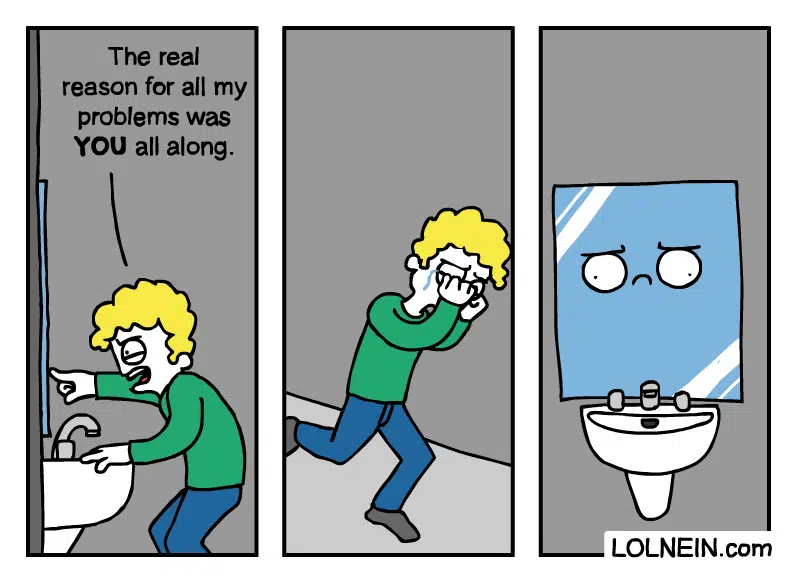 The real
reason for all my
problems was
YOU all along.
LOLNEIN.com